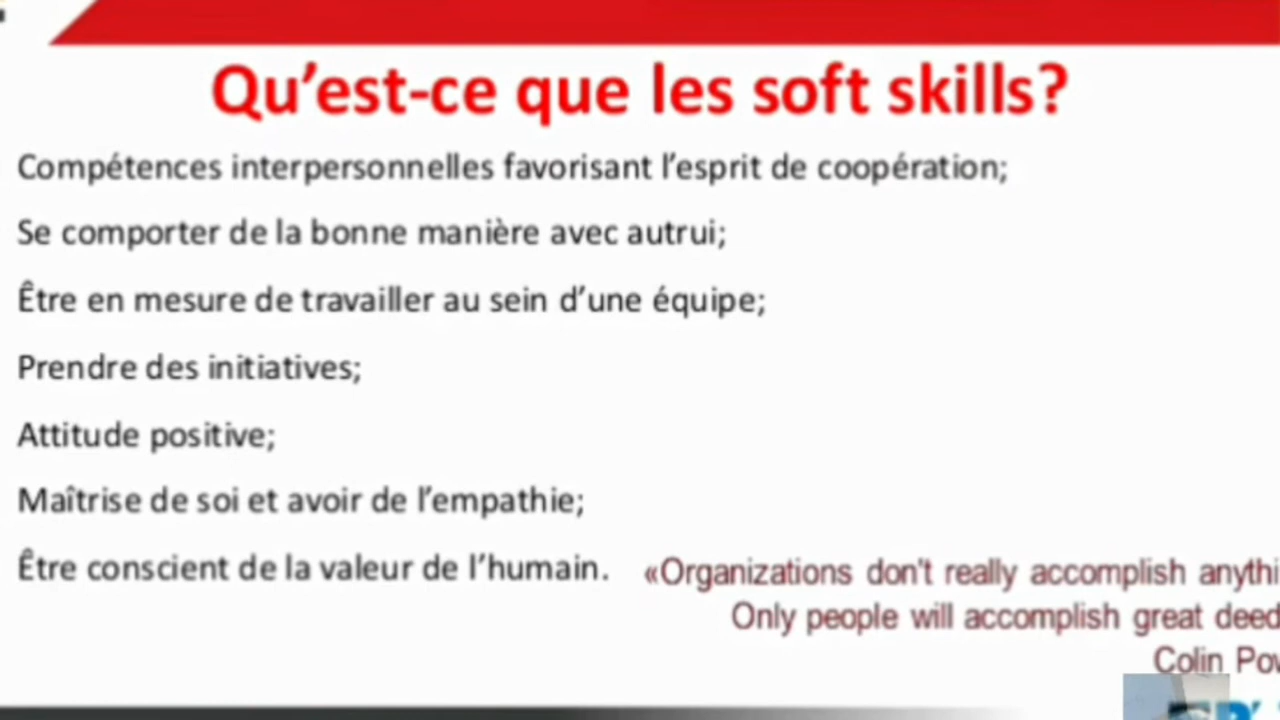 Qu’est-ce que les soft skills?
Compétences interpersonnelles favorisant l’esprit de coopération;
Se comporter de la bonne manière avec autrui;
Être en mesure de travailler au sein d’une équipe;
Prendre des initiatives;
Attitude positive;
Maîtrise de soi et avoir de l’empathie;
Être conscient de la valeur de l’humain.
«Organizations don't really accomplish anythi
Only people will accomplish great deed
Colin Pow